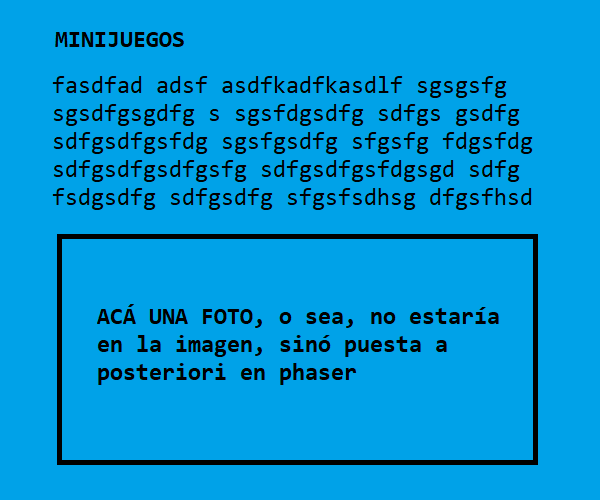 MINIJUEGOS
fasdfad adsf asdfkadfkasdlf sgsgsfg
sgsdfgsgdfg s sgsfdgsdfg sdfgs gsdfg
sdfgsdfgsfdg sgsfgsdfg sfgsfg fdgsfdg
sdfgsdfgsdfgsfg sdfgsdfgsfdgsgd sdfg
fsdgsdfg sdfgsdfg sfgsfsdhsg dfgsfhsd
ACÁ UNA FOTO, o sea, no estaría
en la imagen, sinó puesta a
posteriori en phaser